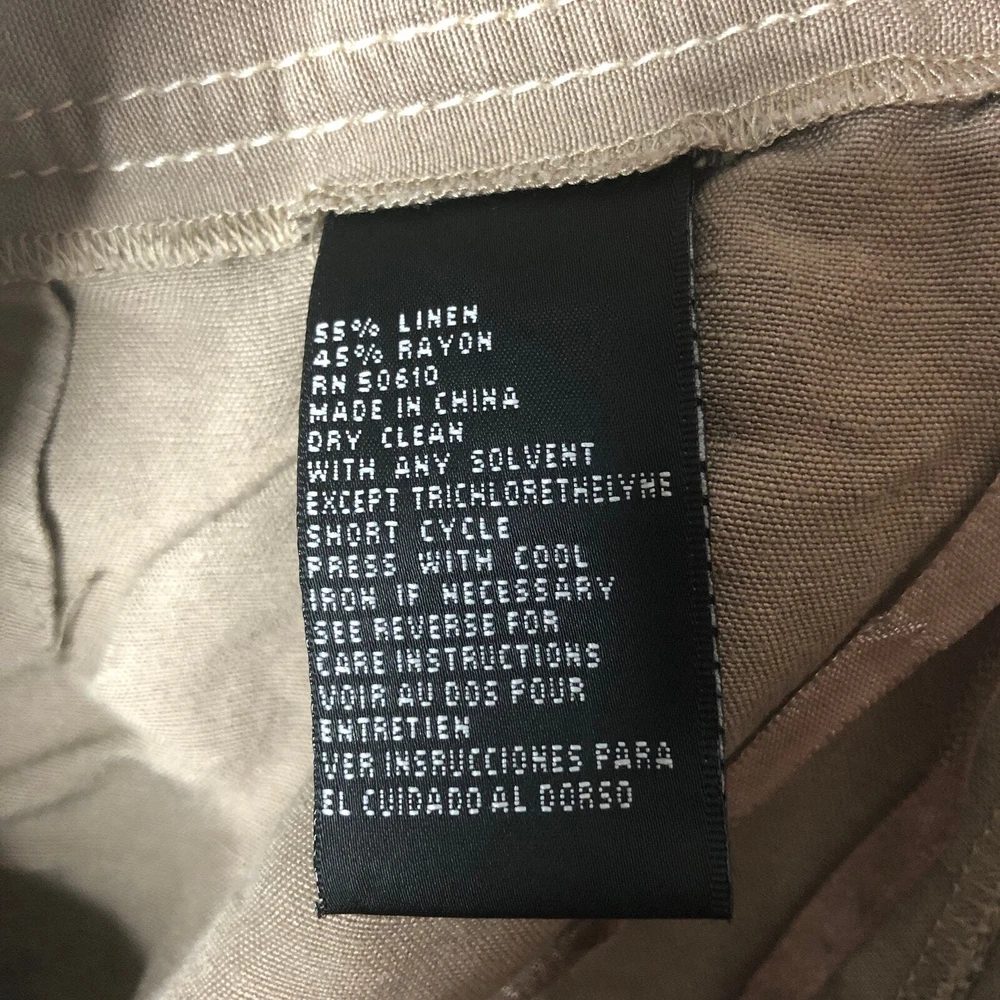 55% LINEN
45% RAYON
RN 50610
MADE IN CHINA
DRY CLEAN
WITH ANY SOLVENT
EXCEPT TRICHLORETHELYNE
SHORT CYCLE
PRESS WITH COOL
IRON IF NECESSARY
SEE REVERSE FOR
CARE INSTRUCTIONS
VOIR AU DOS POUR
ENTRETIEN
VER INSRUCCIONES PARA
EL CUIDADO AL DORSO